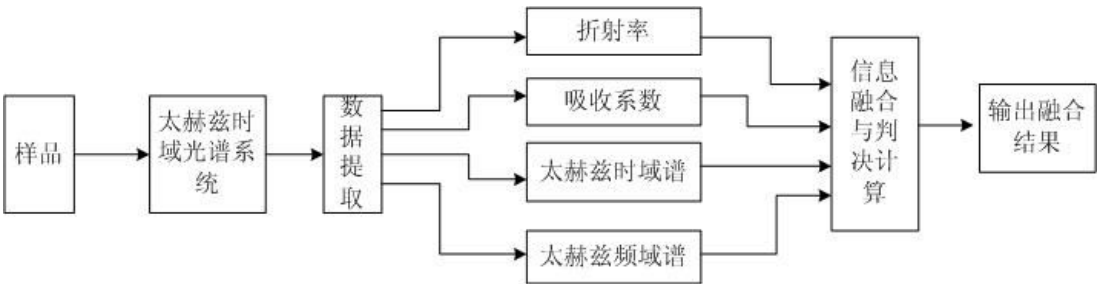 样品
太赫兹时
域光谱系
统
数
据
提
取
折射率
吸收系数
太赫兹时域谱
太赫兹频域谱
信息
融合
与判
决计
算
输出融合
结果